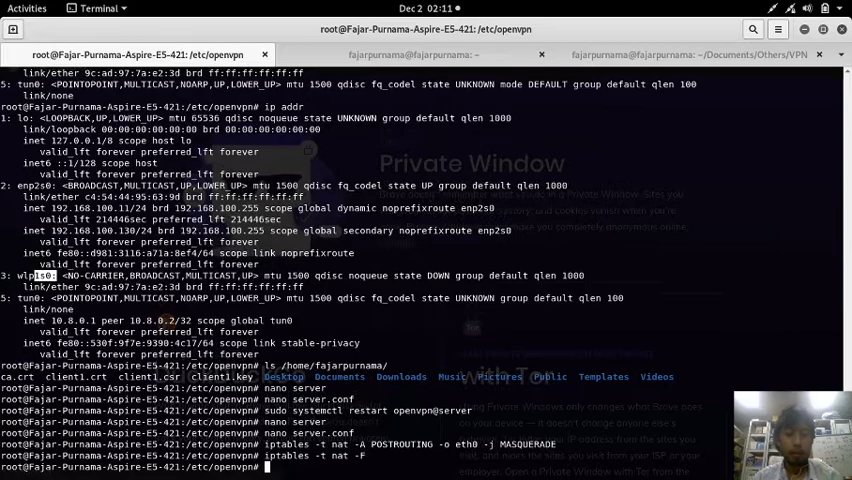 Activities
Terminal
Dec 2 02:11
root@Fajar-Purnama-Aspire-E5-421: /etc/openvpn
root@Fajar-Purnama-Aspire-E5-421: /etc/openvpn
fajarpurnama@fajarpurnama: ~
fajarpurnama@fajarpurnama: ~/Documents/Others/VPN
link/ether 9c:ad:97:7a:e2:3d brd ff:ff:ff:ff:ff:ff
5: tun0: <POINTOPOINT,MULTICAST,NOARP,UP,LOWER_UP> mtu 1500 qdisc fq_codel state UNKNOWN mode DEFAULT group default qlen 100
link/none
root@Fajar-Purnama-Aspire-E5-421:/etc/openvpn# ip addr
1: lo: <LOOPBACK,UP,LOWER_UP> mtu 65536 qdisc noqueue state UNKNOWN group default qlen 1000
link/loopback 00:00:00:00:00:00 brd 00:00:00:00:00:00
inet 127.0.0.1/8 scope host lo
valid_lft forever preferred_lft forever
inet6 ::1/128 scope host
valid_lft forever preferred_lft forever
2: enp2s0: <BROADCAST,MULTICAST,UP,LOWER_UP> mtu 1500 qdisc fq_codel state UP group default qlen 1000
link/ether c4:54:44:95:63:9d brd ff:ff:ff:ff:ff:ff
inet 192.168.100.11/24 brd 192.168.100.255 scope global dynamic noprefixroute enp2s0
valid_lft 214446sec preferred_lft 214446sec
inet 192.168.100.130/24 brd 192.168.100.255 scope global secondary noprefixroute enp2s0
valid_lft forever preferred_lft forever
inet6 fe80::d981:3116:a71a:8ef4/64 scope link noprefixroute
valid_lft forever preferred_lft forever
3: wlp1s0: <NO-CARRIER,BROADCAST,MULTICAST,UP> mtu 1500 qdisc noqueue state DOWN group default qlen 1000
link/ether 9c:ad:97:7a:e2:3d brd ff:ff:ff:ff:ff:ff
5: tun0: <POINTOPOINT,MULTICAST,NOARP,UP,LOWER_UP> mtu 1500 qdisc fq_codel state UNKNOWN group default qlen 100
link/none
inet 10.8.0.1 peer 10.8.0.2/32 scope global tun0
valid_lft forever preferred_lft forever
inet6 fe80::530f:9f7e:9390:4c17/64 scope link stable-privacy
valid_lft forever preferred_lft forever
root@Fajar-Purnama-Aspire-E5-421:/etc/openvpn# ls /home/fajarpurnama/
ca.crt client1.crt client1.csr client1.key Desktop Documents Downloads Music Pictures Public Templates Videos
root@Fajar-Purnama-Aspire-E5-421:/etc/openvpn# nano server
root@Fajar-Purnama-Aspire-E5-421:/etc/openvpn# nano server.conf
root@Fajar-Purnama-Aspire-E5-421:/etc/openvpn# sudo systemctl restart openvpn@server
root@Fajar-Purnama-Aspire-E5-421:/etc/openvpn# nano server
root@Fajar-Purnama-Aspire-E5-421:/etc/openvpn# nano server.conf
root@Fajar-Purnama-Aspire-E5-421:/etc/openvpn# iptables -t nat -A POSTROUTING -o eth0 -j MASQUERADE
root@Fajar-Purnama-Aspire-E5-421:/etc/openvpn# iptables -t nat -F
root@Fajar-Purnama-Aspire-E5-421:/etc/openvpn#
Private Window
with Tor